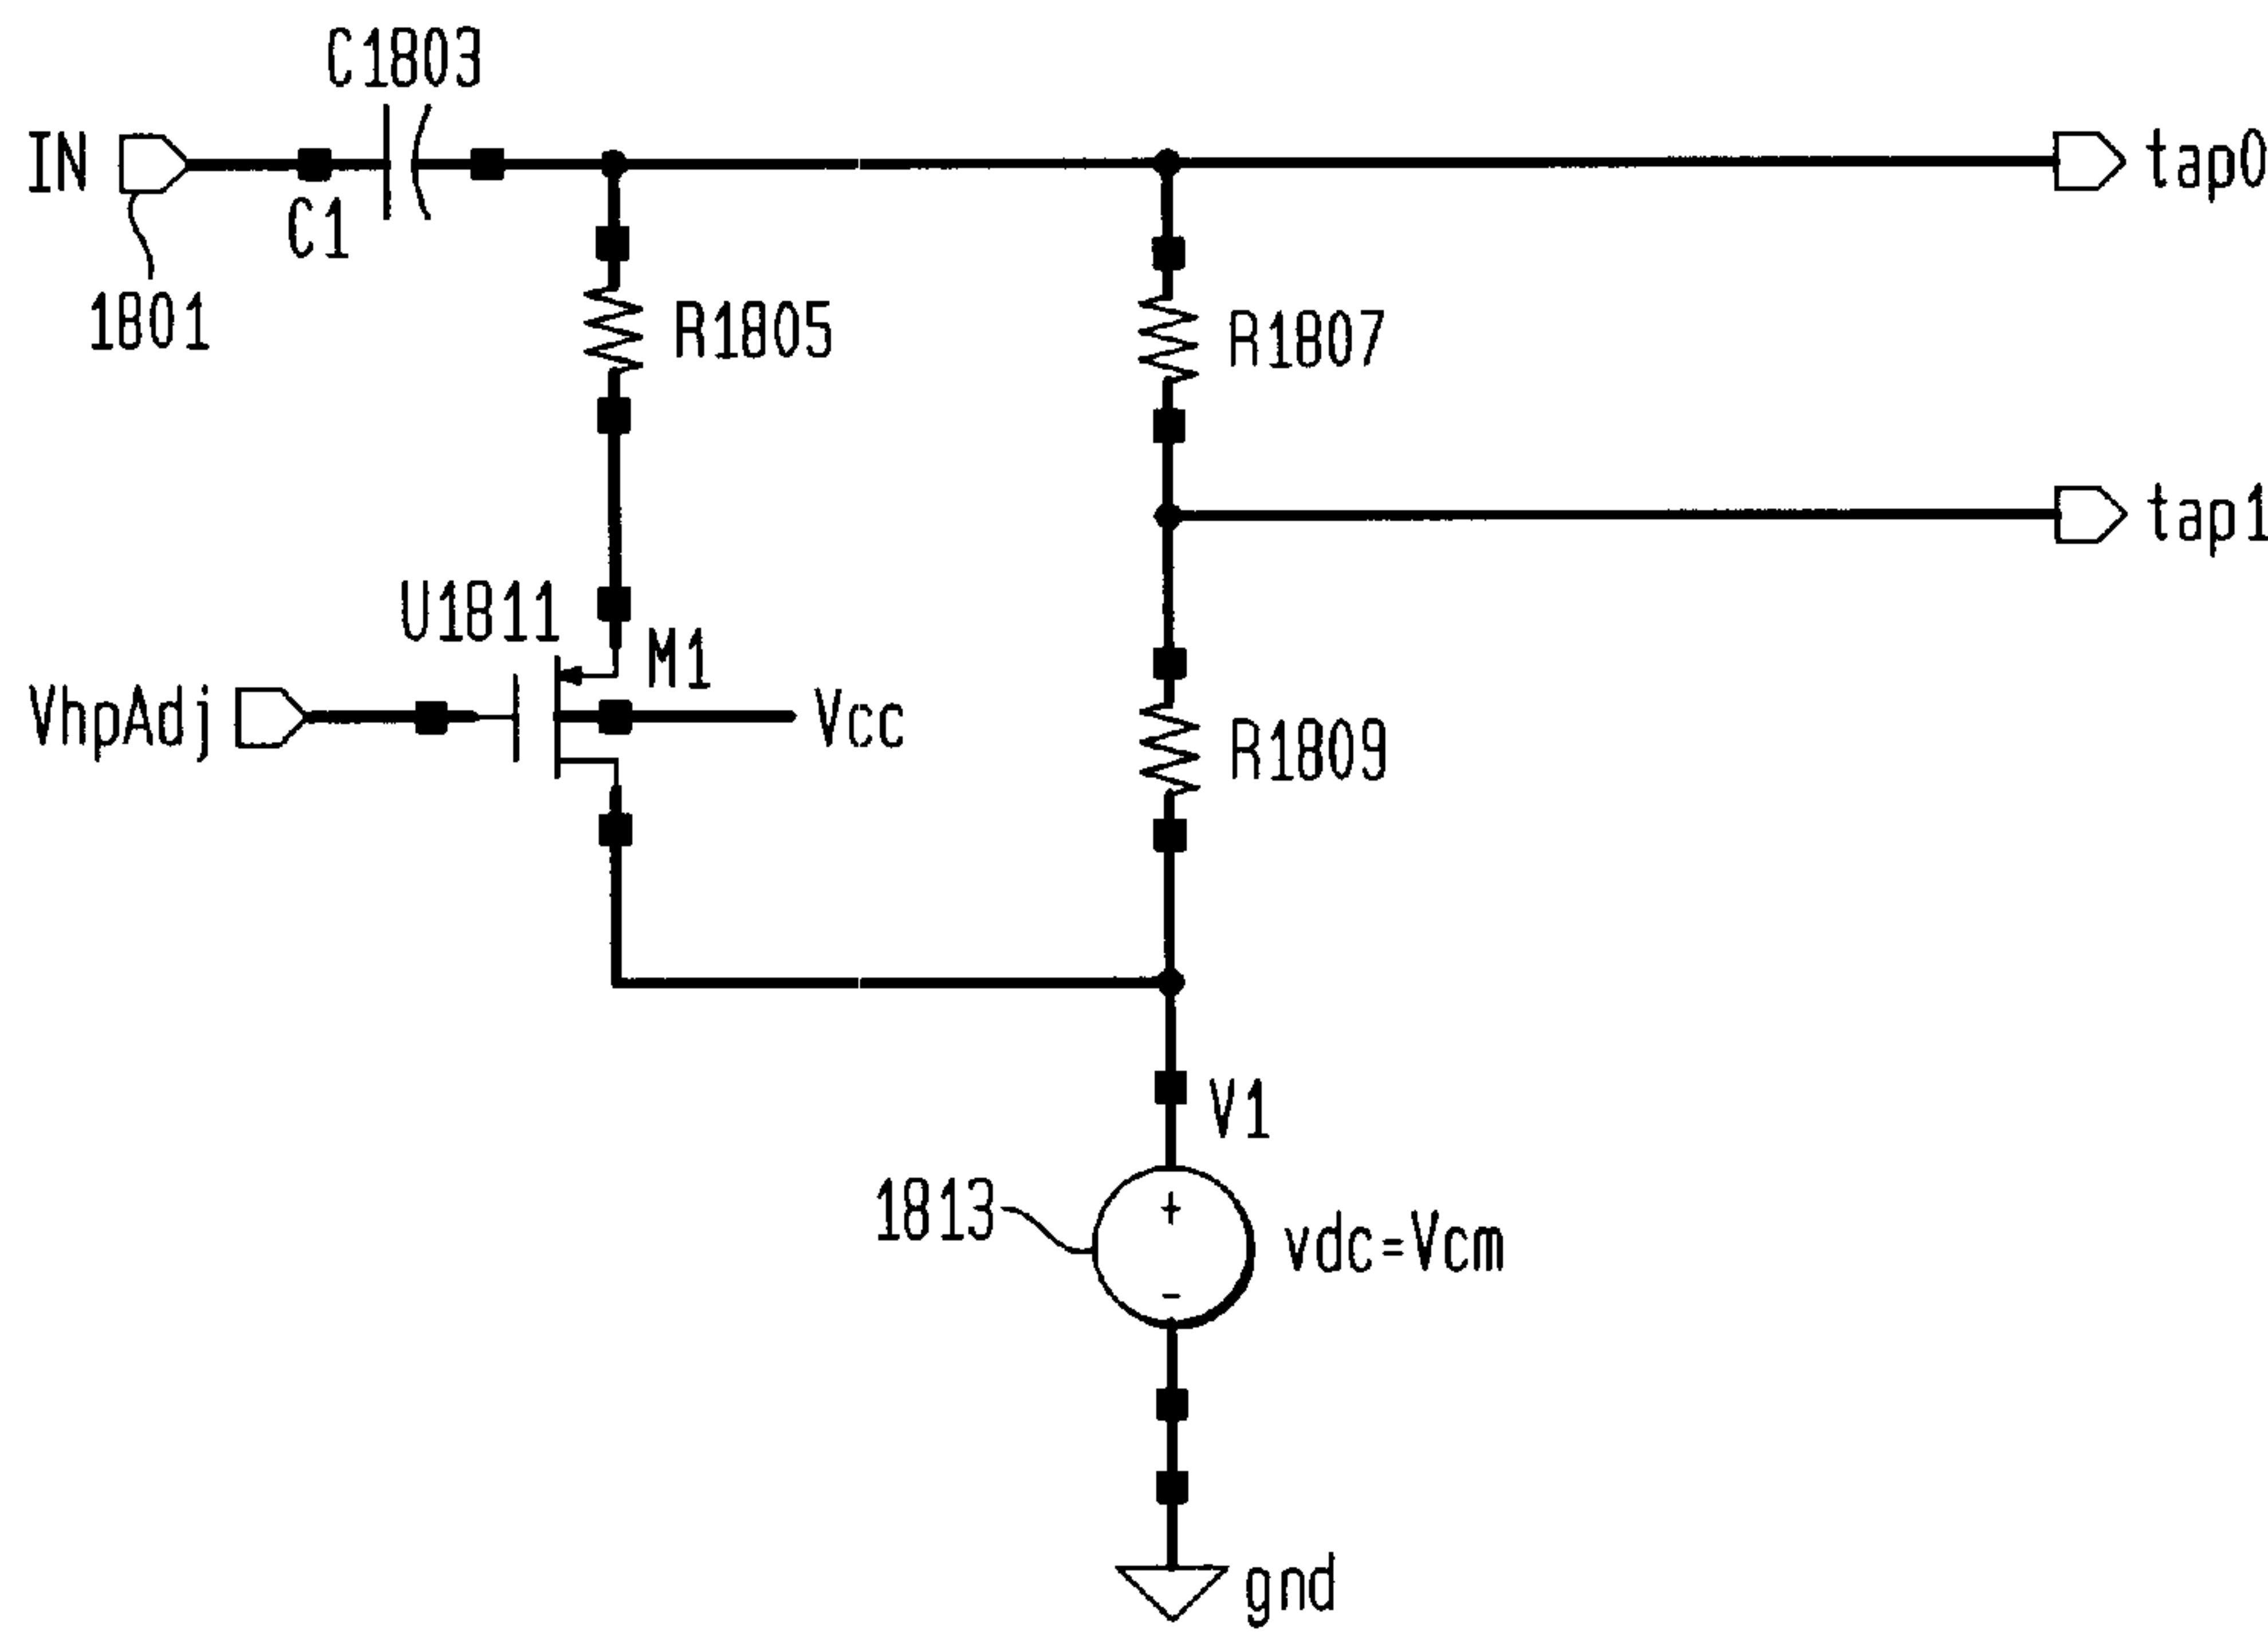 C1803
IN
tap0
C1
1801
R1805
R1807
tap1
U1811
M1
VhpAdj
Vcc
R1809
V1
1813
+
vdc=Vcm
-
gnd